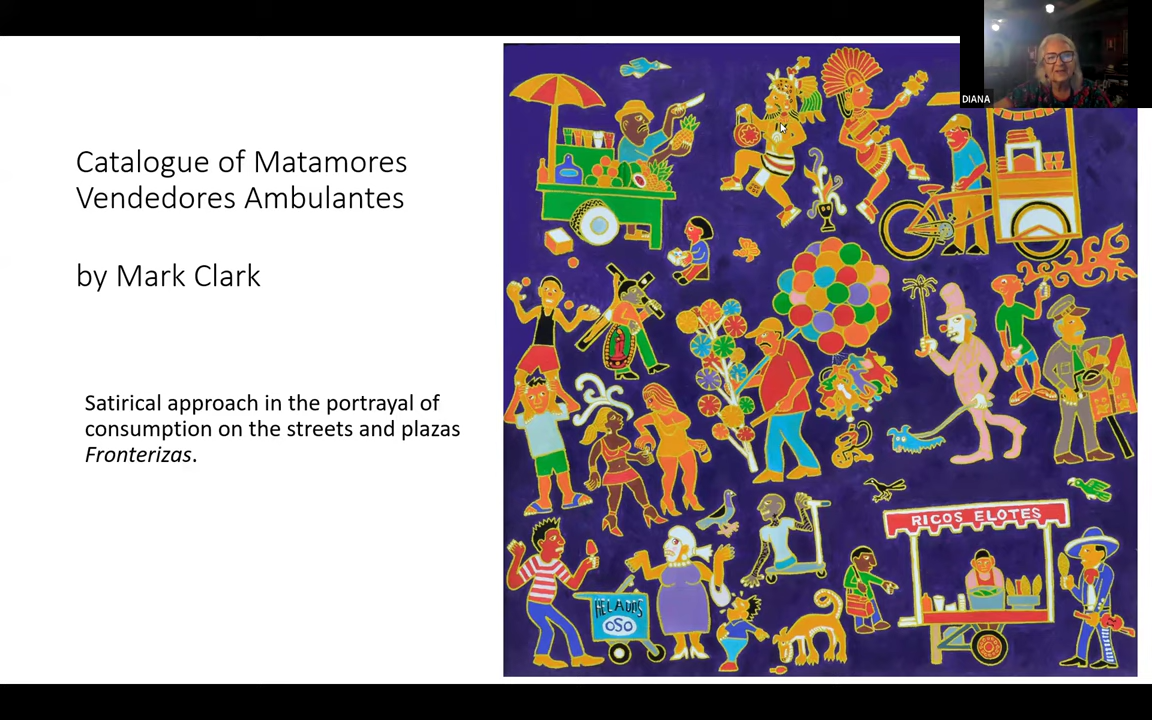 Catalogue of Matamores
Vendedores Ambulantes
by Mark Clark
Satirical approach in the portrayal of
consumption on the streets and plazas
Fronterizas.
DIANA
RICOS ELOTES
HELADOS
OSO